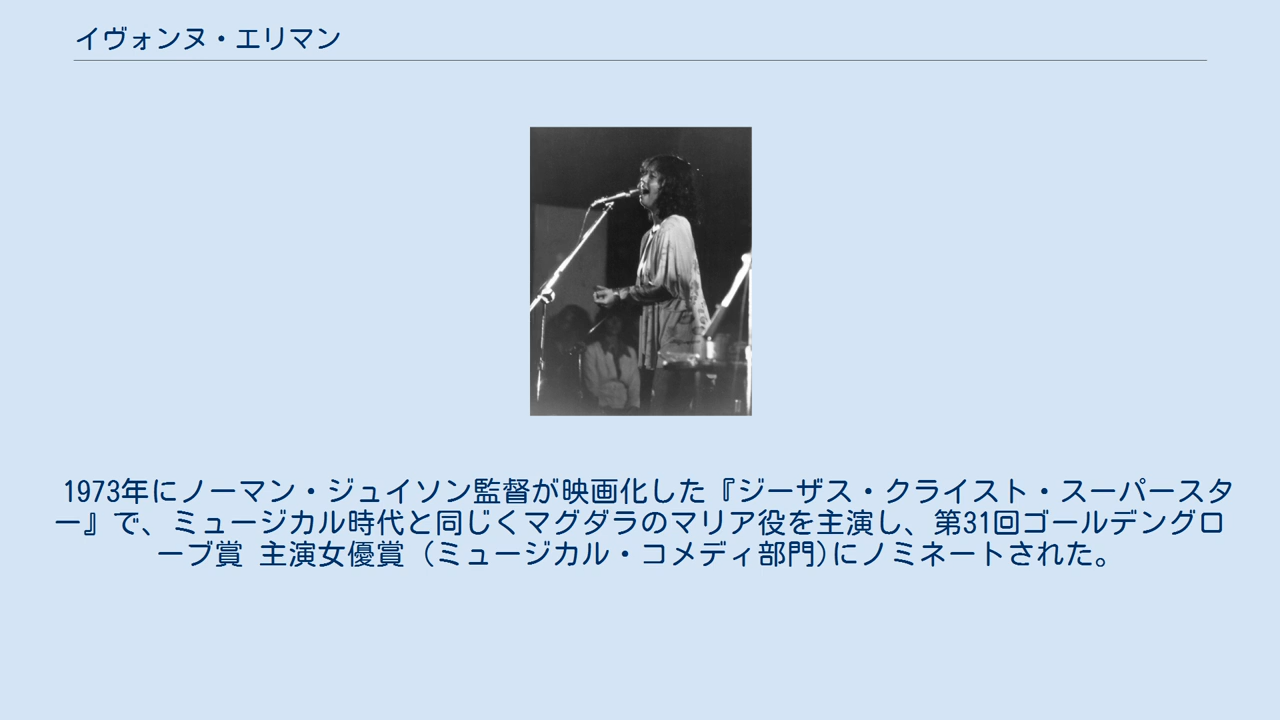 イヴォンヌ・エリマン
1973年にノーマン・ジュイソン監督が映画化した『ジーザス・クライスト・スーパースタ
ー』で、ミュージカル時代と同じくマグダラのマリア役を主演し、第31回ゴールデングロ
ーブ賞 主演女優賞 (ミュージカル・コメディ部門)にノミネートされた。